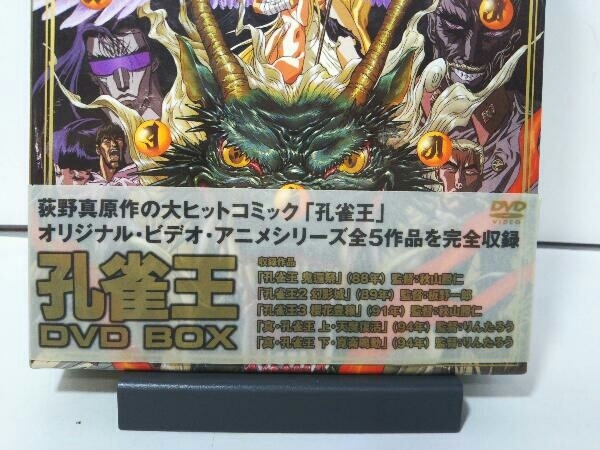 荻野真原作の大ヒットコミック「孔雀王」
オリジナル・ビデオ・アニメシリーズ全5作品を完全収録
DVD
VIDEO
孔雀王
DVD BOX
収録作品
「孔雀王 鬼還祭」(88年) 監督:秋山勝仁
「孔雀王2 幻影城」(89年) 監督:板野一郎
「孔雀王3 櫻花豊穣」(91年) 監督:秋山勝仁
「真・孔雀王 上・天魔復活」(94年) 監督:りんたろう
「真・孔雀王 下・夏嵩鳴動」(94年) 監督:りんたろう